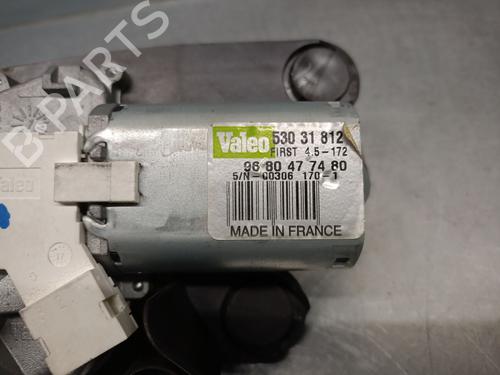 B PARTS
Valeo
530 31 812
FIRST 4.5-172
96 80 47 74 80
S/N-G0306 170-1
MADE IN FRANCE